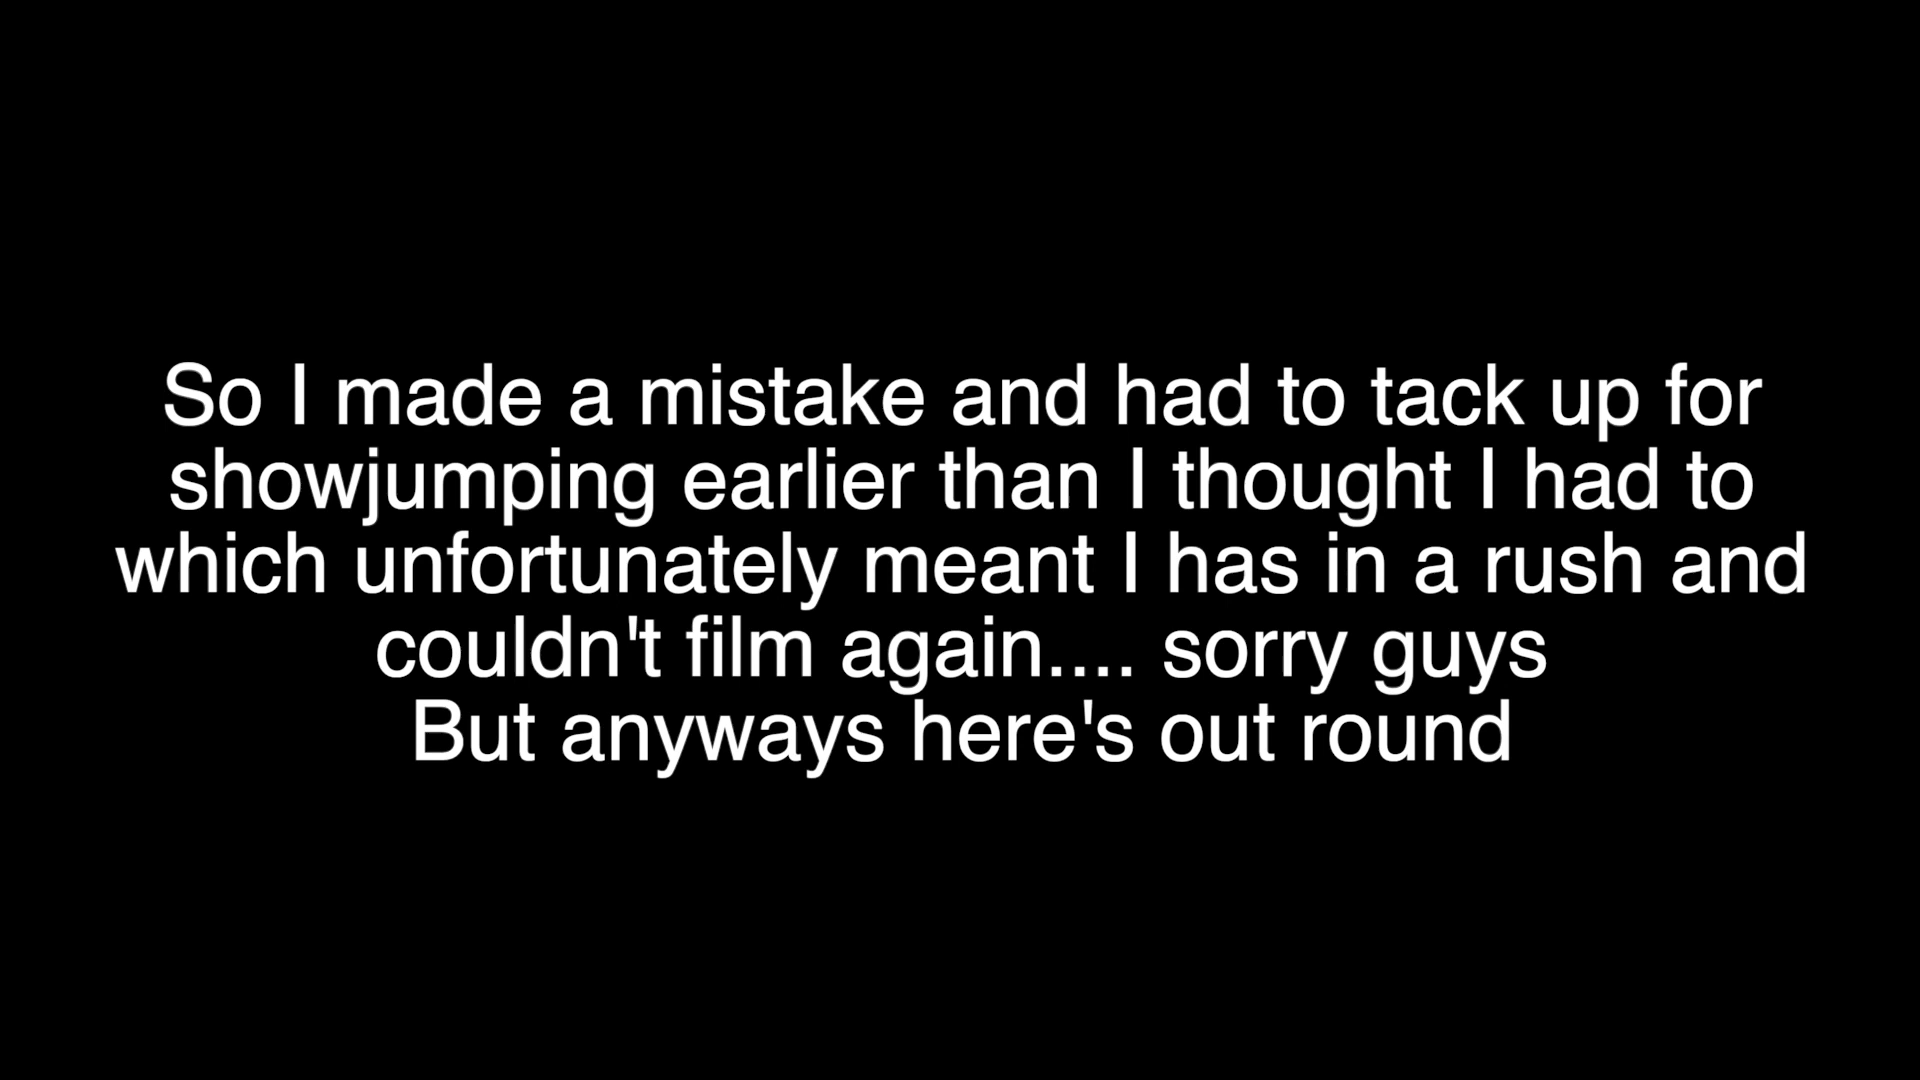 So I made a mistake and had to tack up for
showjumping earlier than I thought I had to
which unfortunately meant I has in a rush and
couldn't film again.... sorry guys
But anyways here's out round